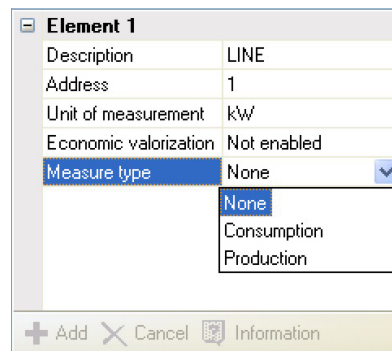 Element 1
Description LINE
Address 1
Unit of measurement kW
Economic valorization Not enabled
Measure type None
None
Consumption
Production
Add Cancel Information